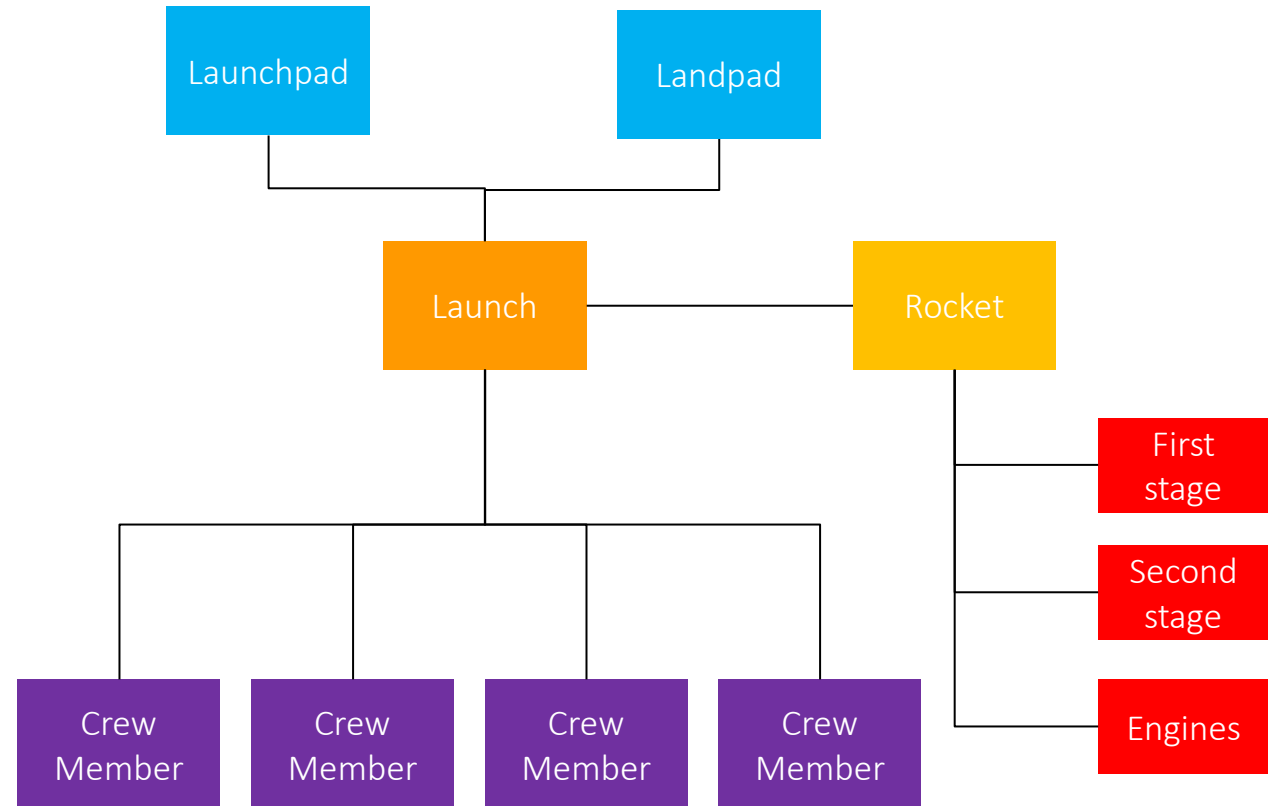 Launchpad
Landpad
Launch
Rocket
First
stage
Second
stage
Engines
Crew
Member
Crew
Member
Crew
Member
Crew
Member